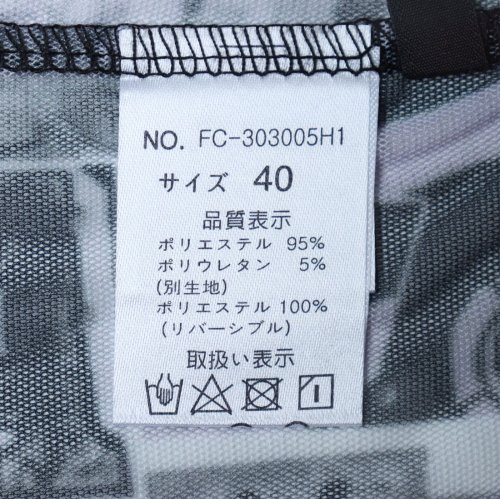 NO. FC-303005H1
サイズ 40
品質表示
ポリエステル 95%
ポリウレタン 5%
(別生地)
ポリエステル 100%
(リバーシブル)
取扱い表示